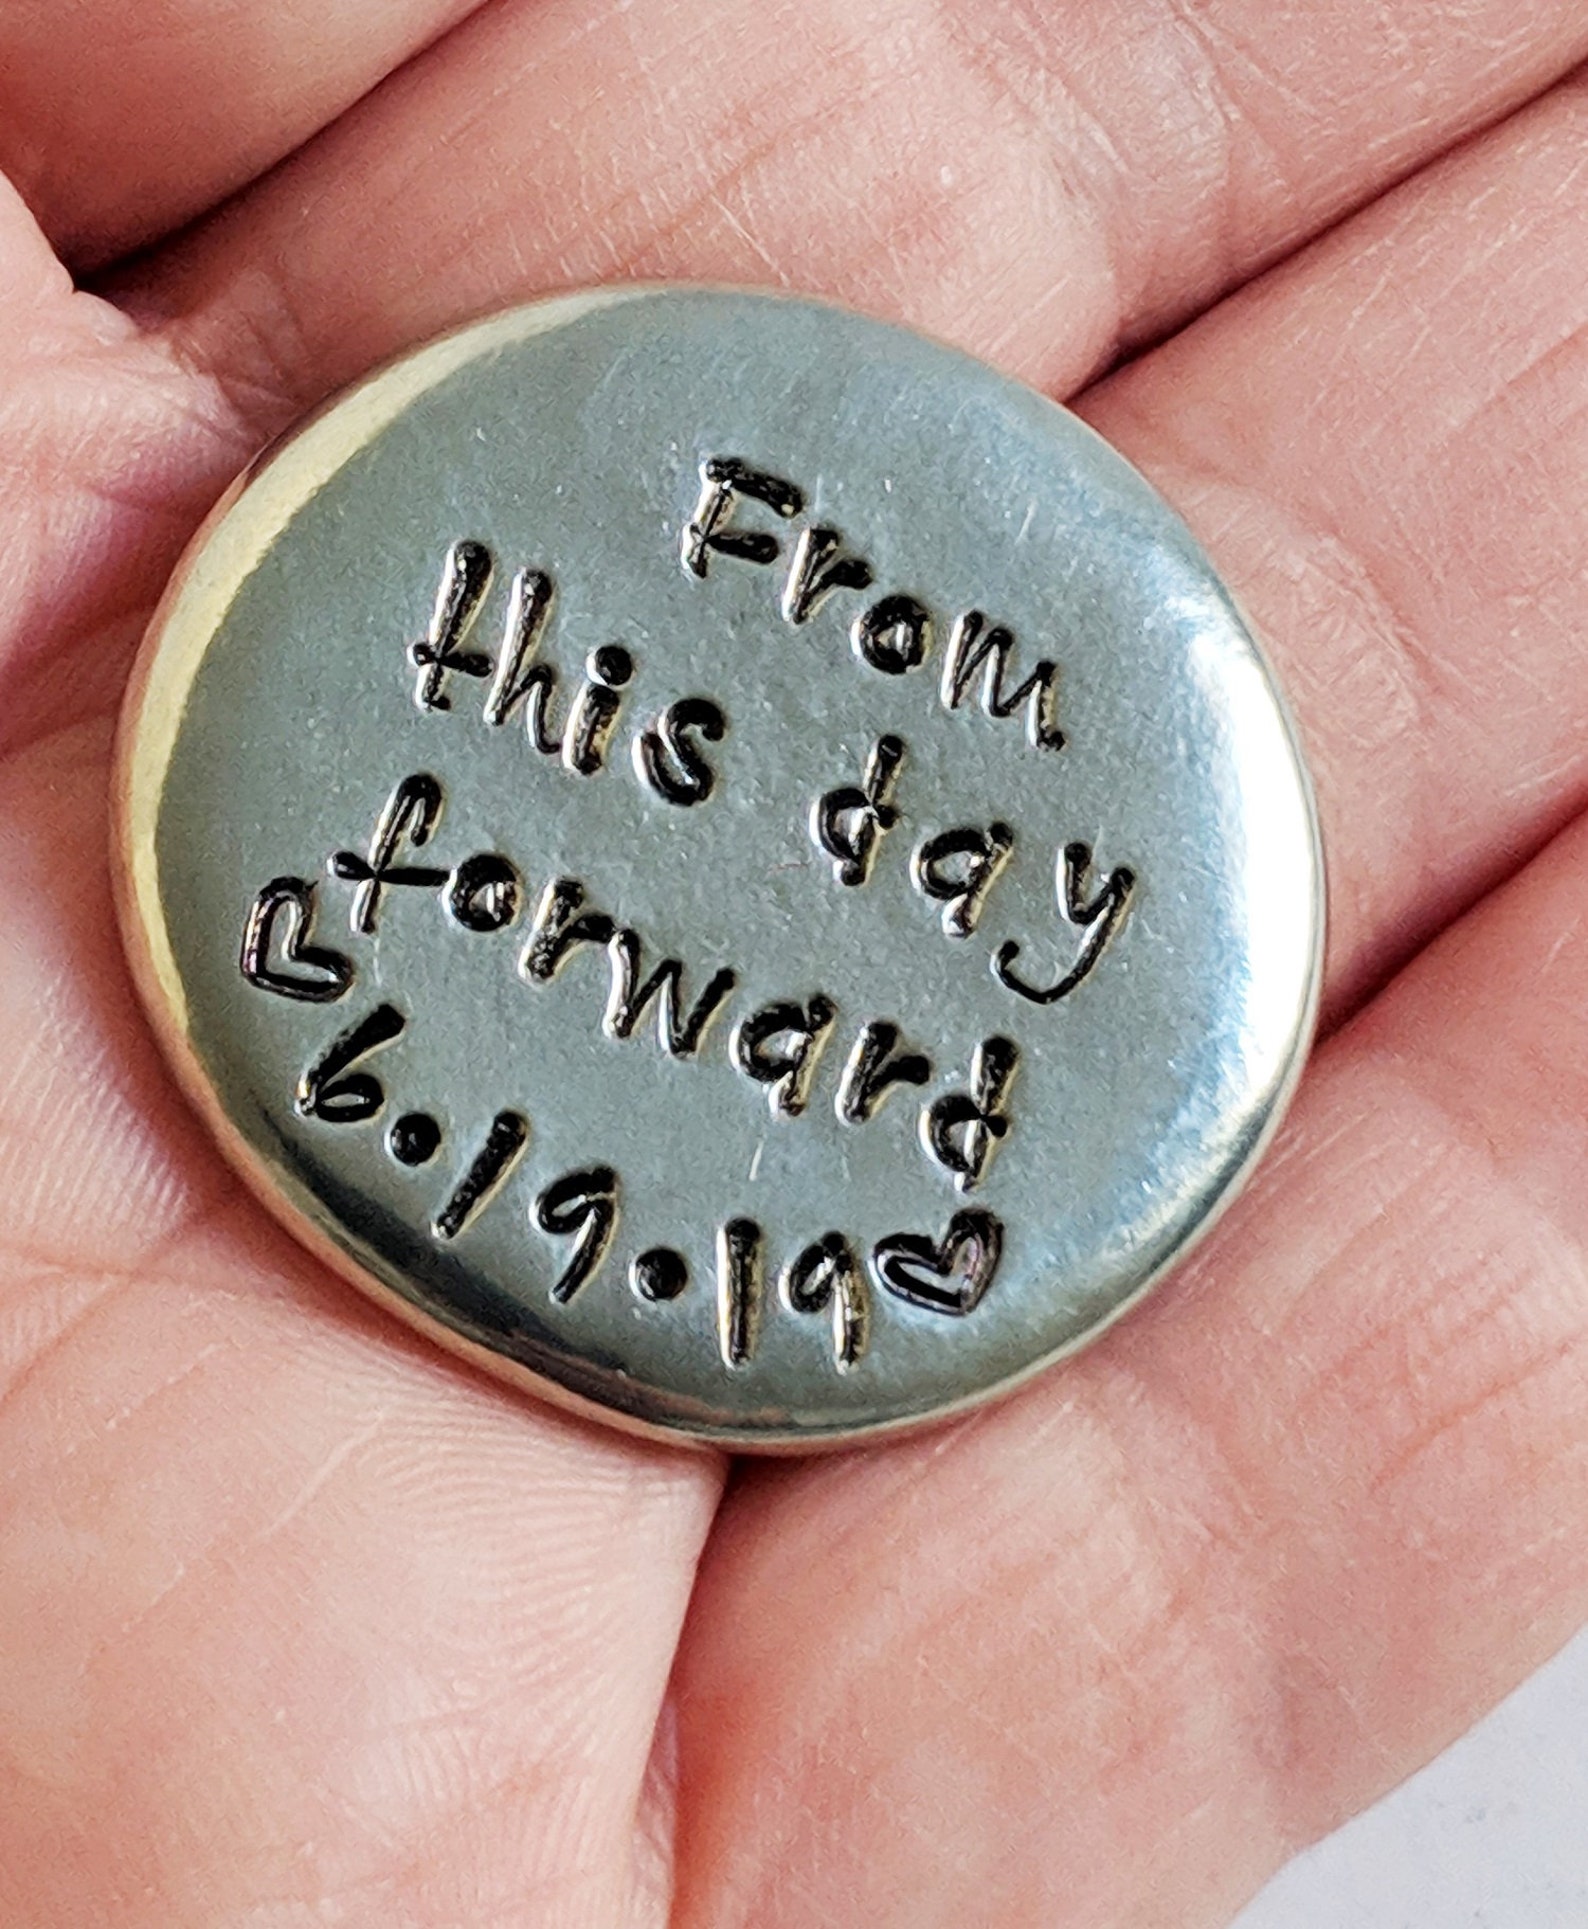 From
this day
forward
♡6.19.19♡